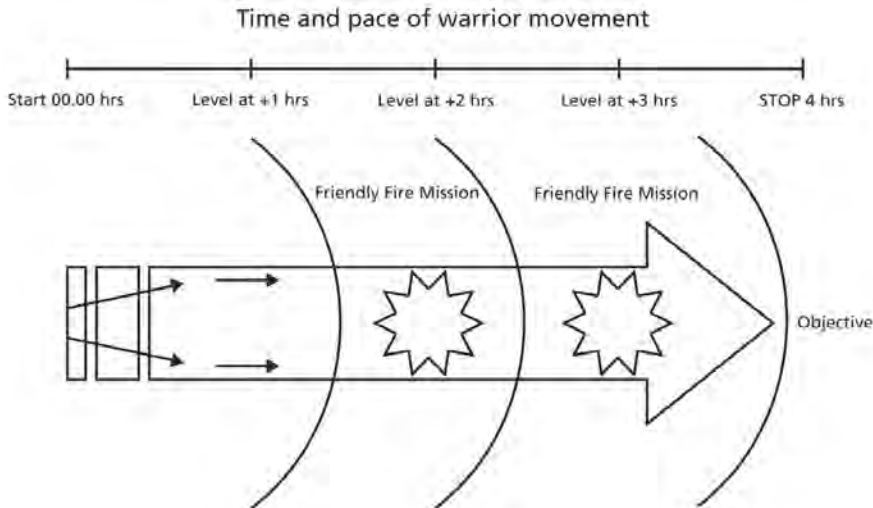 Time and pace of warrior movement
Start 00.00 hrs
Level at +1 hrs
Level at +2 hrs
Level at +3 hrs
STOP 4 hrs
Friendly Fire Mission
Friendly Fire Mission
Objective